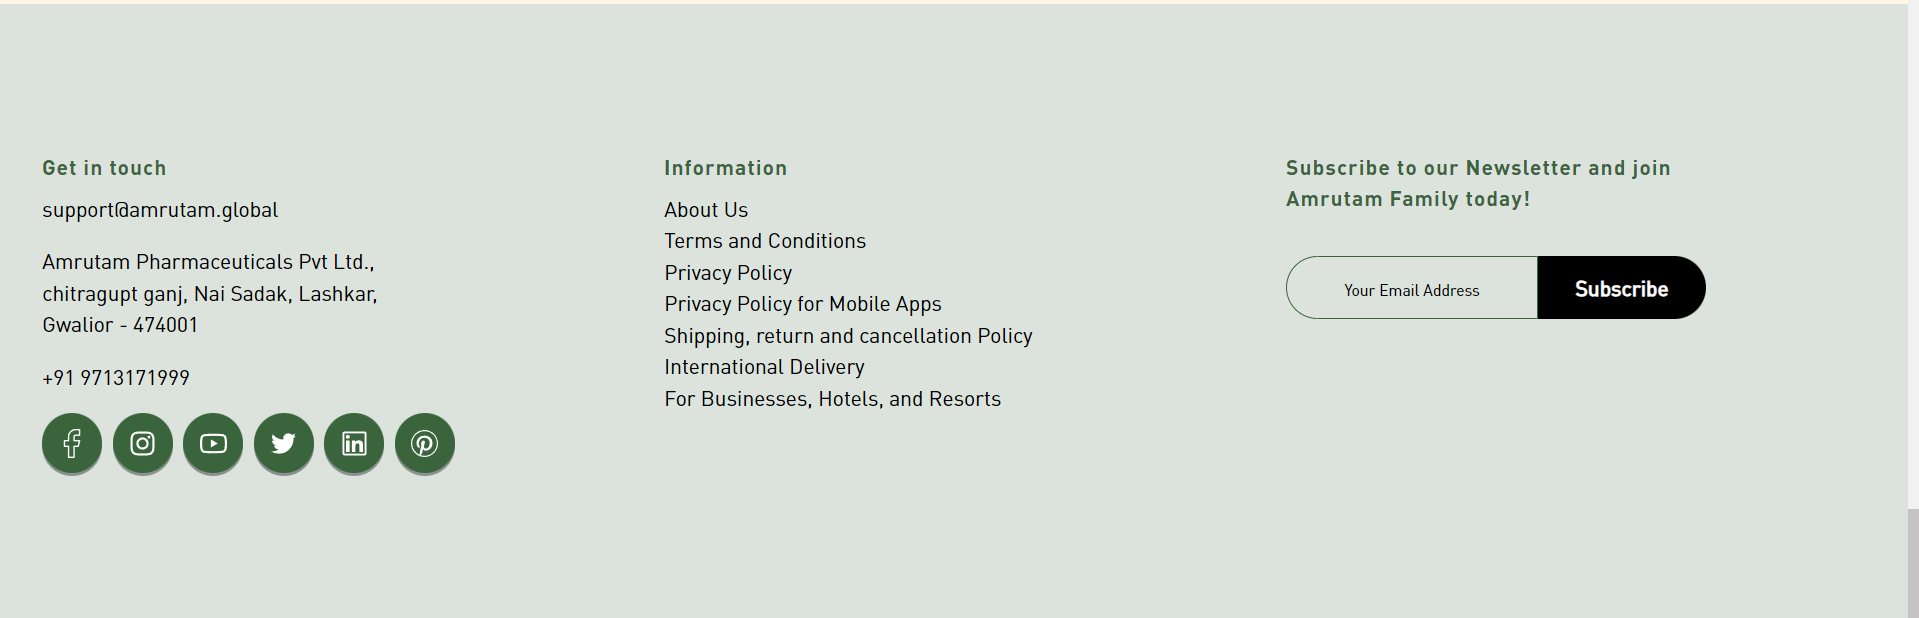 Get in touch
support@amrutam.global
Amrutam Pharmaceuticals Pvt Ltd.,
chitragupt ganj, Nai Sadak, Lashkar,
Gwalior - 474001
+91 9713171999
Information
About Us
Terms and Conditions
Privacy Policy
Privacy Policy for Mobile Apps
Shipping, return and cancellation Policy
International Delivery
For Businesses, Hotels, and Resorts
Subscribe to our Newsletter and join
Amrutam Family today!
Your Email Address
Subscribe